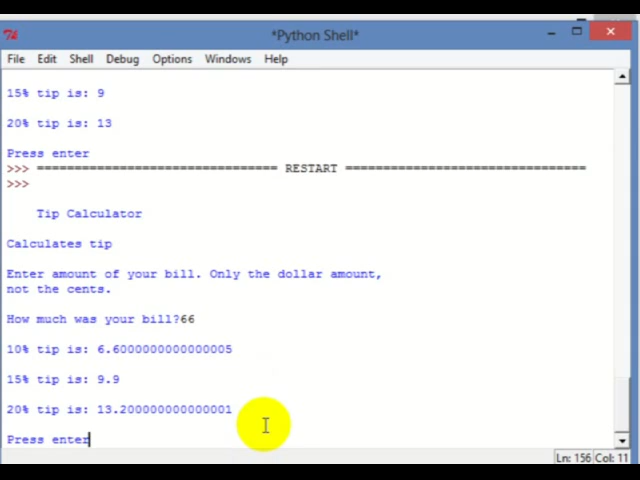 *Python Shell*
File Edit Shell Debug Options Windows Help
15% tip is: 9
20% tip is: 13
Press enter
>>> ================================ RESTART ================================
>>>
Tip Calculator
Calculates tip
Enter amount of your bill. Only the dollar amount,
not the cents.
How much was your bill?66
10% tip is: 6.6000000000000005
15% tip is: 9.9
20% tip is: 13.200000000000001
Press enter
Ln: 156 Col: 11